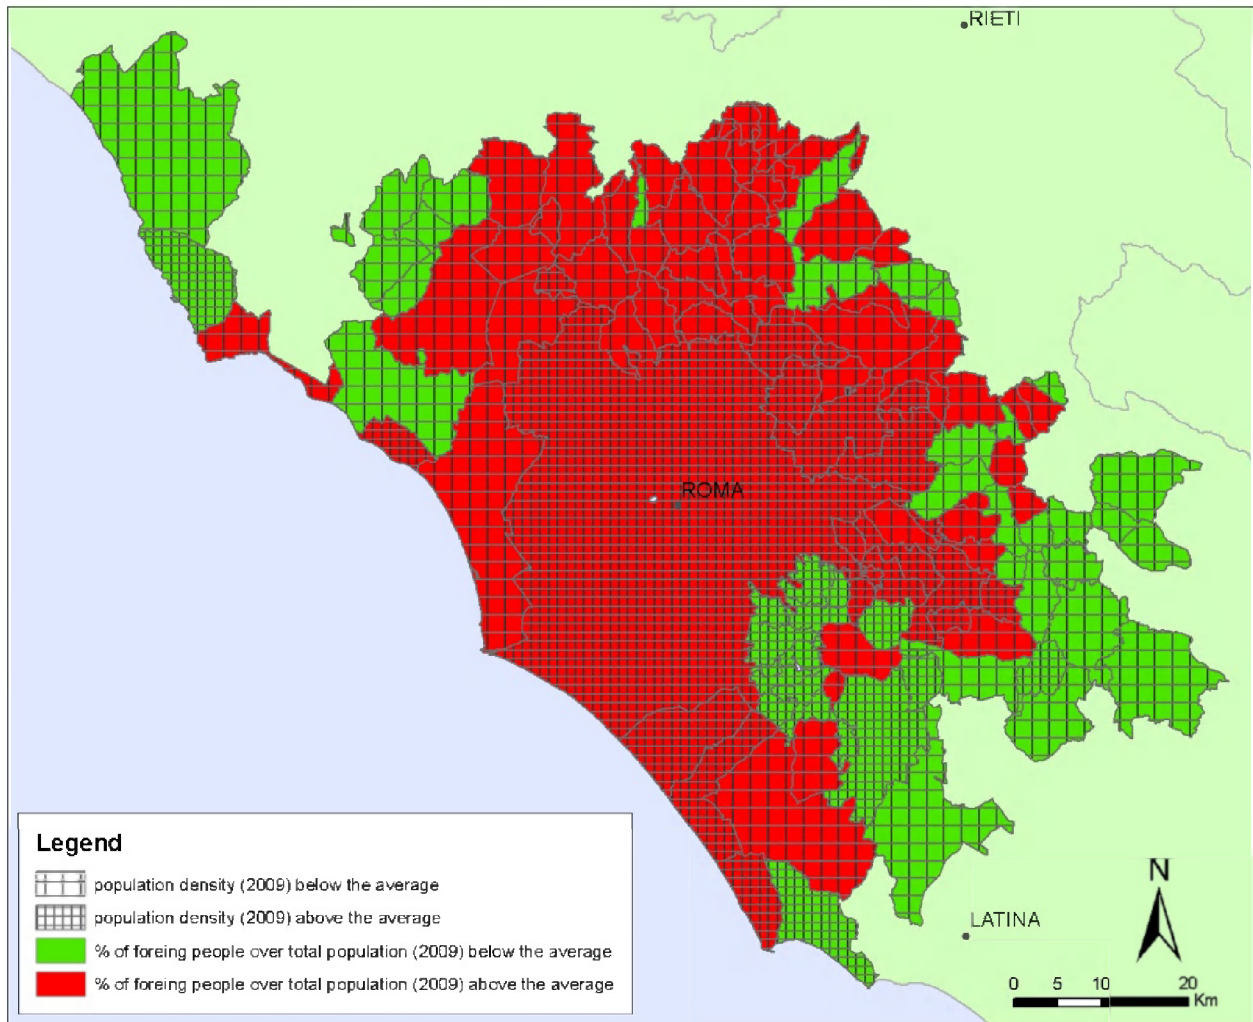 RIETI
ROMA
Legend
population density (2009) below the average
population density (2009) above the average
% of foreing people over total population (2009) below the average
% of foreing people over total population (2009) above the average
LATINA
N
0 5 10 20
Km